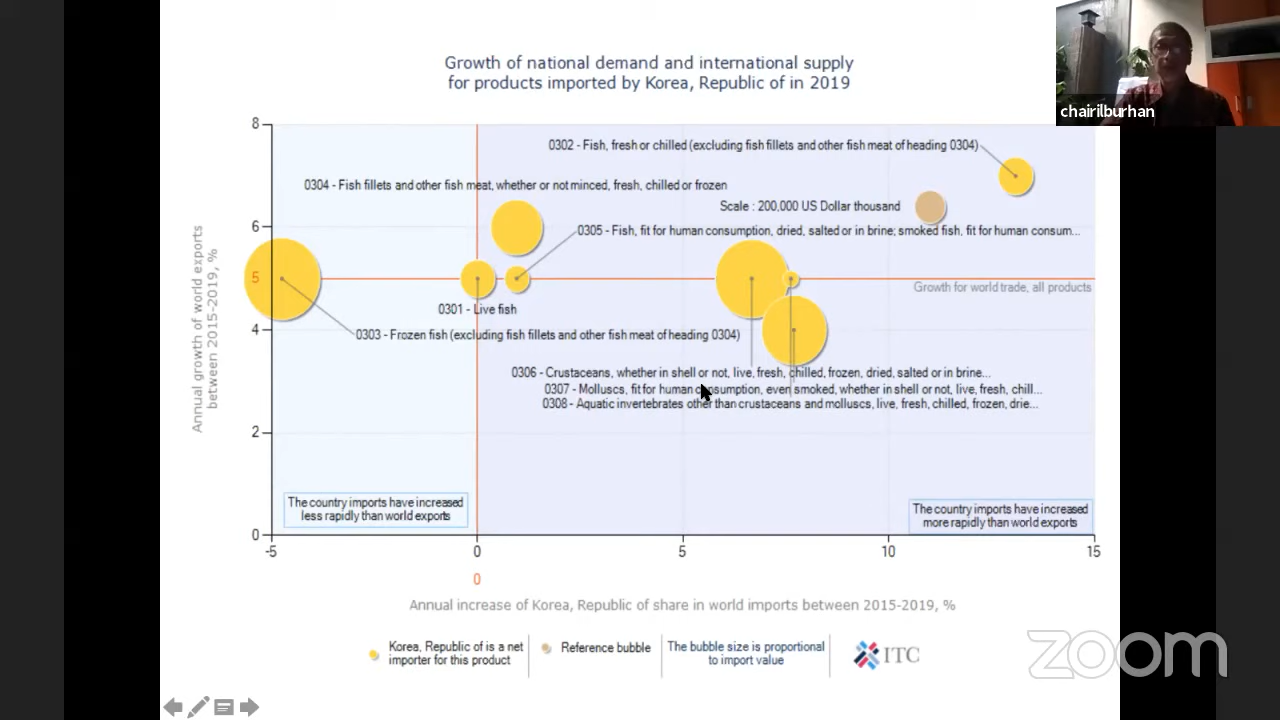 Growth of national demand and international supply
for products imported by Korea, Republic of in 2019
chairilburhan
8
0302 - Fish, fresh or chilled (excluding fish fillets and other fish meat of heading 0304)
0304 - Fish fillets and other fish meat, whether or not minced, fresh, chilled or frozen
Scale : 200,000 US Dollar thousand
6
0305 - Fish, fit for human consumption, dried, salted or in brine; smoked fish, fit for human consum...
5
Growth for world trade, all products
0301 - Live fish
4
0303 - Frozen fish (excluding fish fillets and other fish meat of heading 0304)
0306 - Crustaceans, whether in shell or not, live, fresh, chilled, frozen, dried, salted or in brine...
0307 - Molluscs, fit for human consumption, even smoked, whether in shell or not, live, fresh, chill...
0308 - Aquatic invertebrates other than crustaceans and molluscs, live, fresh, chilled, frozen, drie...
2
Annual growth of world exports
between 2015-2019, %
The country imports have increased
less rapidly than world exports
The country imports have increased
more rapidly than world exports
0
-5 0 5 10 15
0
Annual increase of Korea, Republic of share in world imports between 2015-2019, %
Korea, Republic of is a net
importer for this product
Reference bubble
The bubble size is proportional
to import value
ITC
zoom